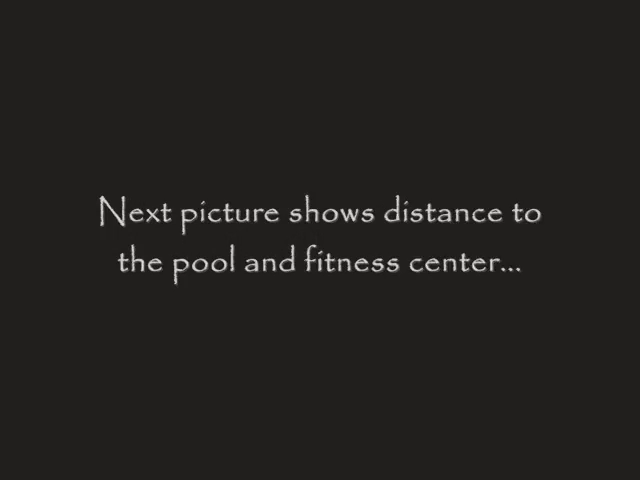 Next picture shows distance to
the pool and fitness center...